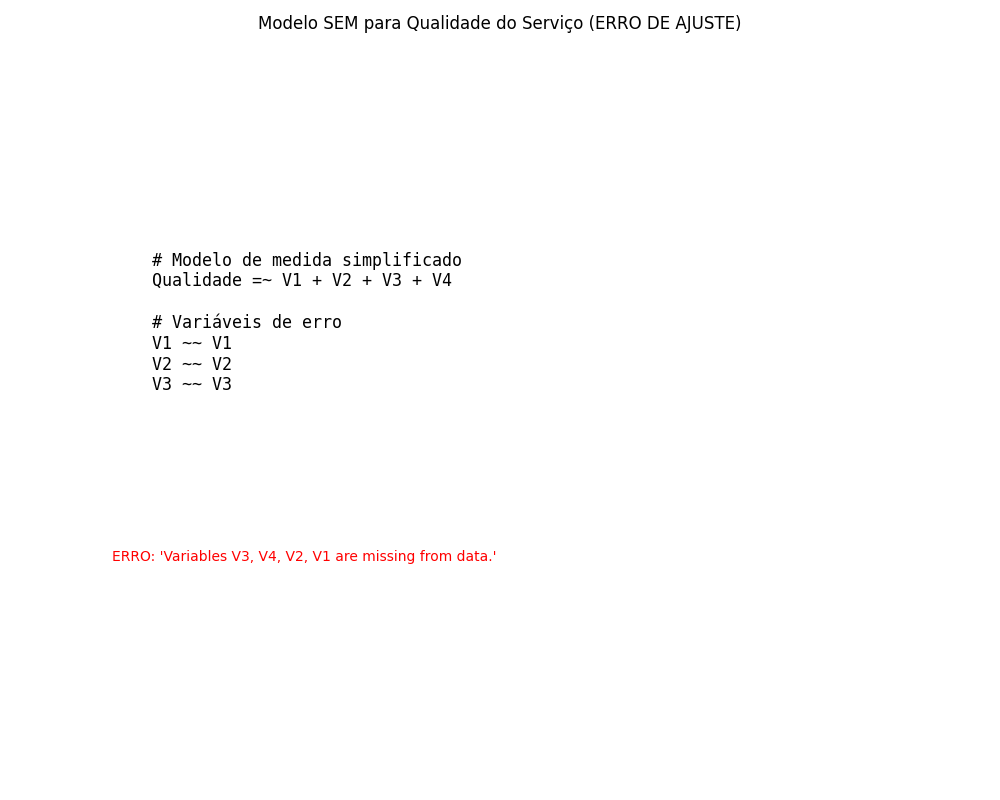 Modelo SEM para Qualidade do Serviço (ERRO DE AJUSTE)
# Modelo de medida simplificado
Qualidade =~ V1 + V2 + V3 + V4
# Variáveis de erro
V1 ~~ V1
V2 ~~ V2
V3 ~~ V3
ERRO: 'Variables V3, V4, V2, V1 are missing from data.'